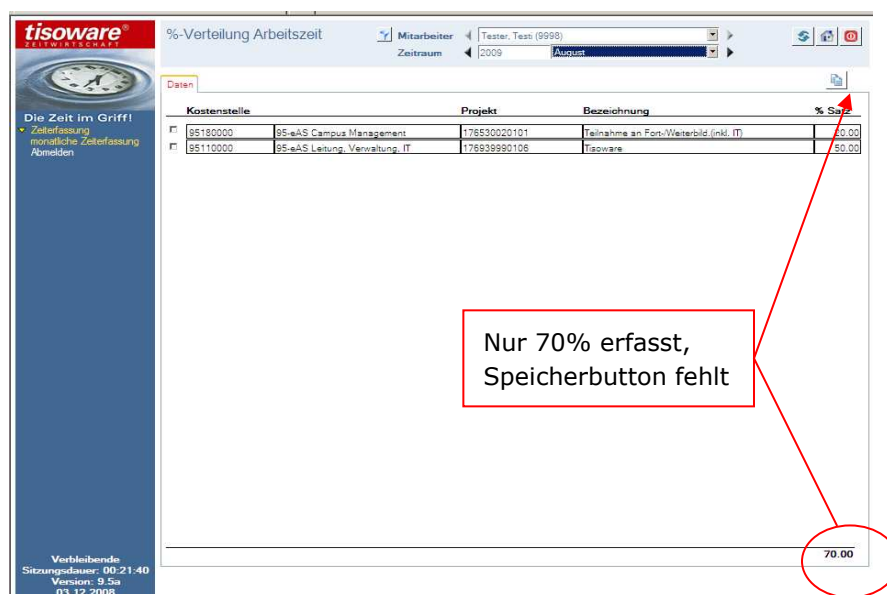 tisoware®
ZEITWIRTSCHAFT
Die Zeit im Griff!
Zeiterfassung
monatliche Zeiterfassung
Abmelden
%-Verteilung Arbeitszeit
Mitarbeiter Tester, Testi (9998)
Zeitraum 2009 August
Daten
Kostenstelle Projekt Bezeichnung % Satz
95180000 95-eAS Campus Management 176530020101 Teilnahme an Fort-/Weiterbild.(inkl. IT) 20.00
95110000 95-eAS Leitung, Verwaltung, IT 176939990106 Tisoware 50.00
Nur 70% erfasst,
Speicherbutton fehlt
70.00
Verbleibende
Sitzungsdauer: 00:21:40
Version: 9.5a
03.12.2008